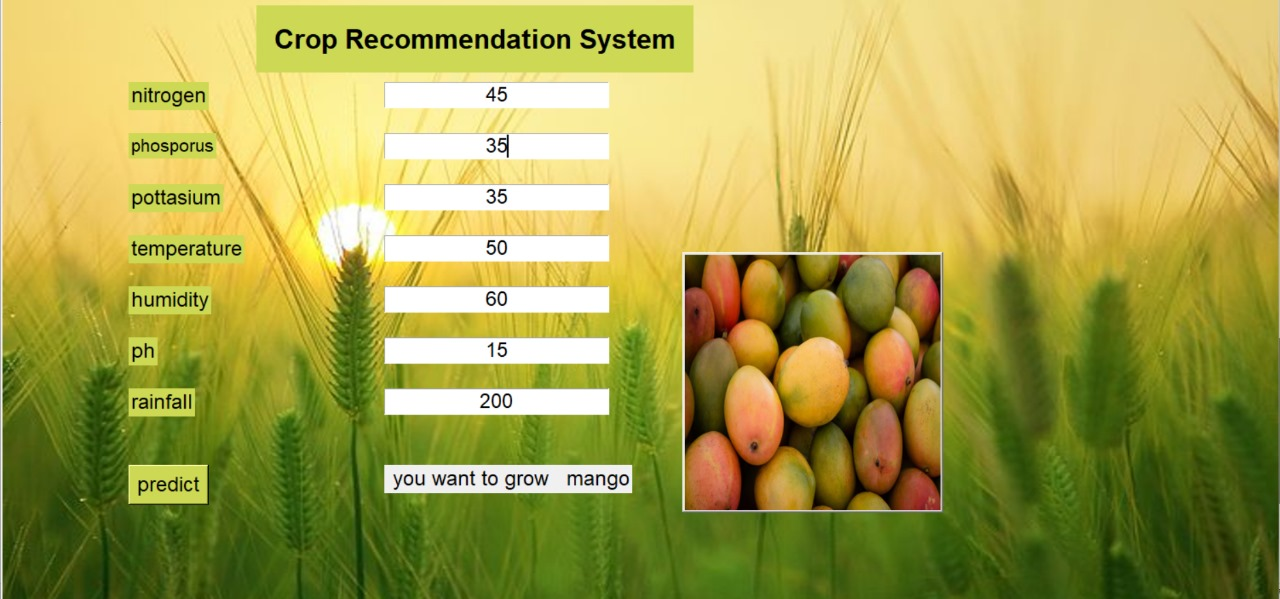 Crop Recommendation System
nitrogen 45
phosporus 35
pottasium 35
temperature 50
humidity 60
ph 15
rainfall 200
predict you want to grow mango